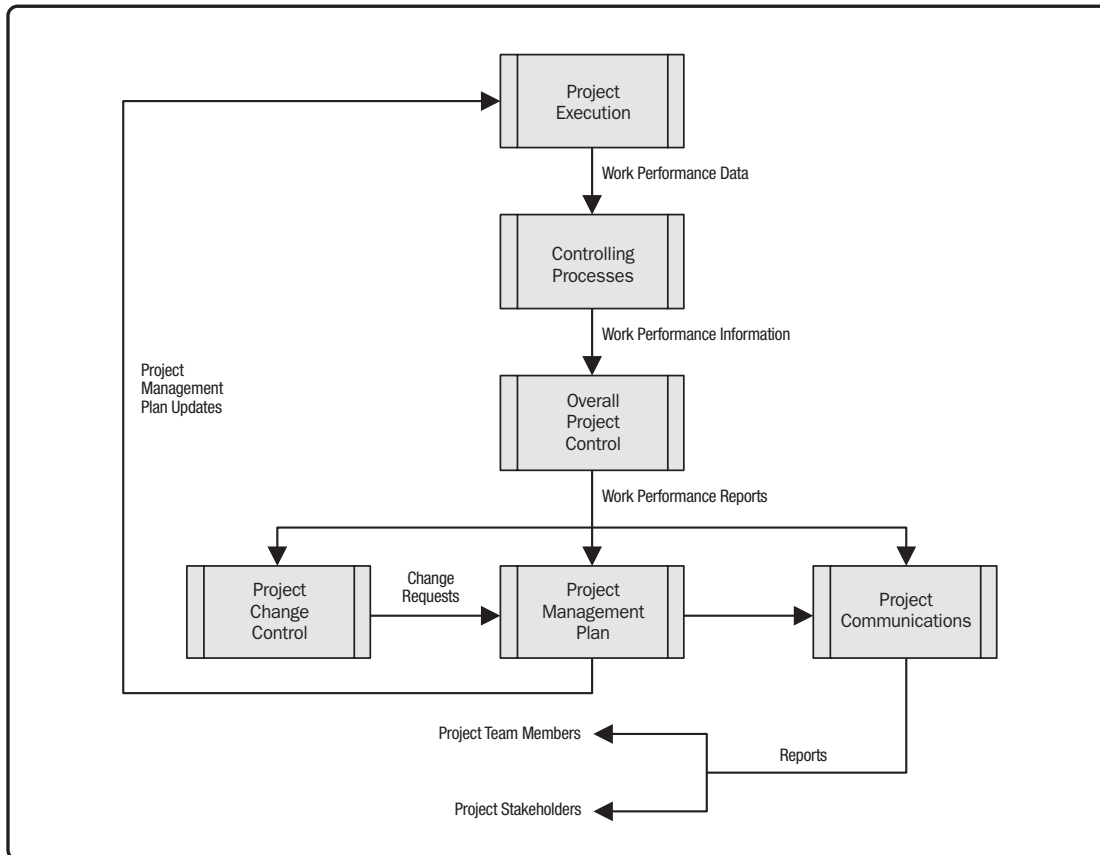 Project
Execution
Work Performance Data
Controlling
Processes
Work Performance Information
Project
Management
Plan Updates
Overall
Project
Control
Work Performance Reports
Project
Change
Control
Change
Requests
Project
Management
Plan
Project
Communications
Project Team Members
Reports
Project Stakeholders